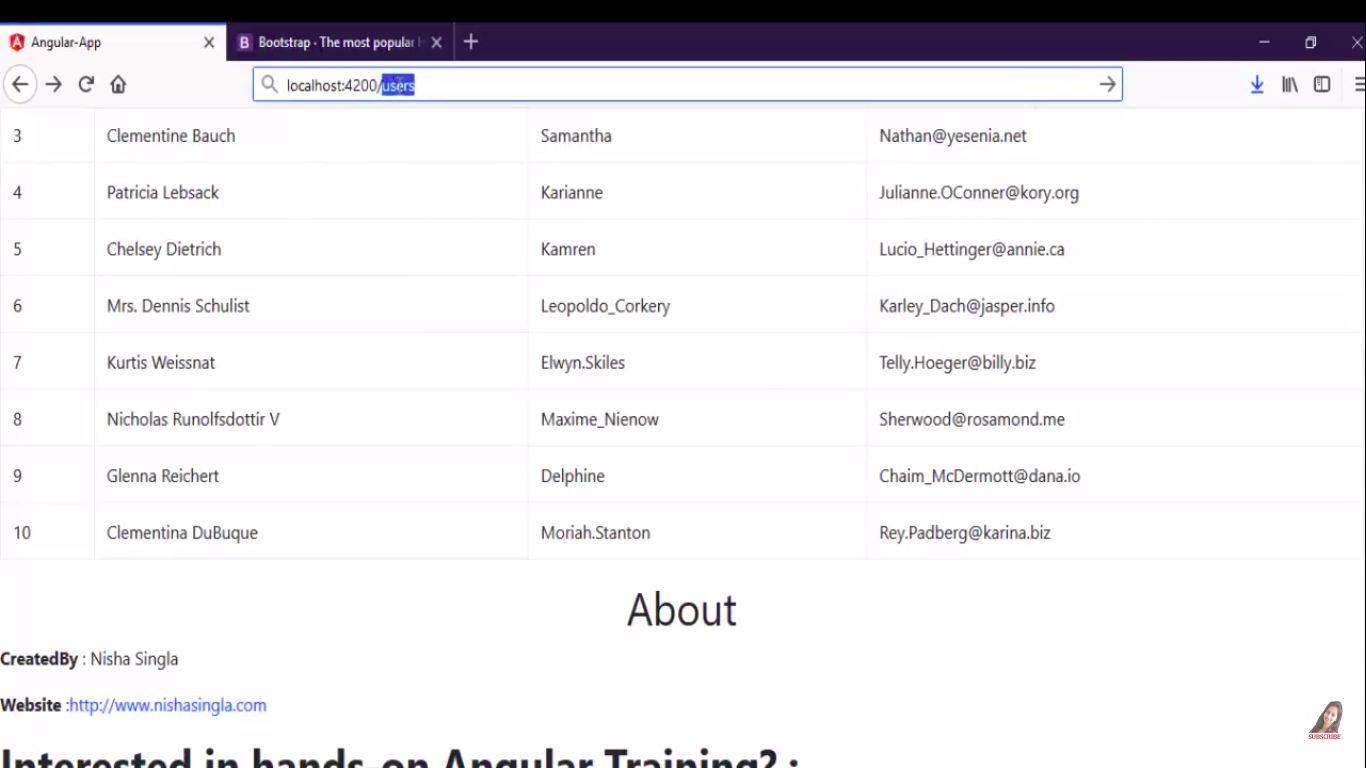 Angular-App
Bootstrap - The most popular
localhost:4200/users
3 Clementine Bauch Samantha Nathan@yesenia.net
4 Patricia Lebsack Karianne Julianne.OConner@kory.org
5 Chelsey Dietrich Kamren Lucio_Hettinger@annie.ca
6 Mrs. Dennis Schulist Leopoldo_Corkery Karley_Dach@jasper.info
7 Kurtis Weissnat Elwyn.Skiles Telly.Hoeger@billy.biz
8 Nicholas Runolfsdottir V Maxime_Nienow Sherwood@rosamond.me
9 Glenna Reichert Delphine Chaim_McDermott@dana.io
10 Clementina DuBuque Moriah.Stanton Rey.Padberg@karina.biz
About
CreatedBy : Nisha Singla
Website :http://www.nishasingla.com
SUBSCRIBE
Interested in hands-on Angular Training? :